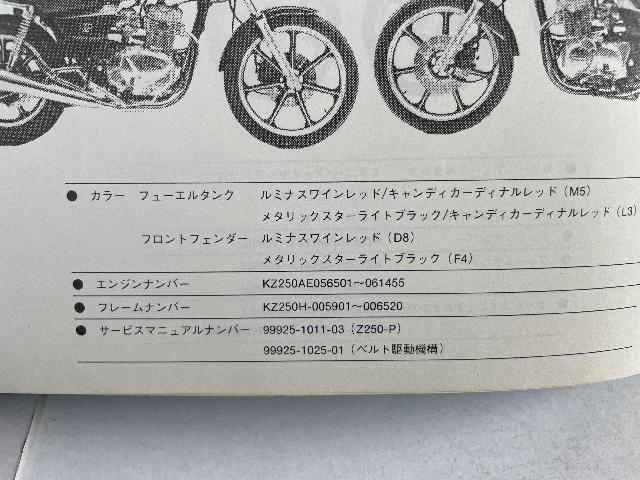 ● カラー フューエルタンク ルミナスワインレッド/キャンディカーディナルレッド(M5)
メタリックスターライトブラック/キャンディカーディナルレッド(L3)
フロントフェンダー ルミナスワインレッド(D8)
メタリックスターライトブラック(F4)
● エンジンナンバー KZ250AE056501〜061455
● フレームナンバー KZ250H-005901〜006520
● サービスマニュアルナンバー 99925-1011-03(Z250-P)
99925-1025-01(ベルト駆動機構)